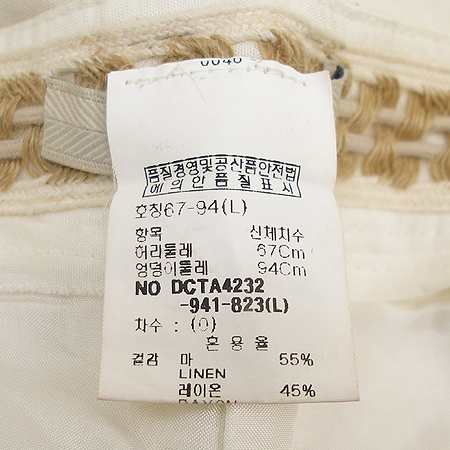 0046
품질경영및공산품안전법
에의한품질표시
호칭67-94(L)
항목 신체치수
허리둘레 67Cm
엉덩이둘레 94Cm
NO DCTA4232
-941-823(L)
차수 : (0)
혼용율
겉감 마 55%
LINEN
레이온 45%
RAYON